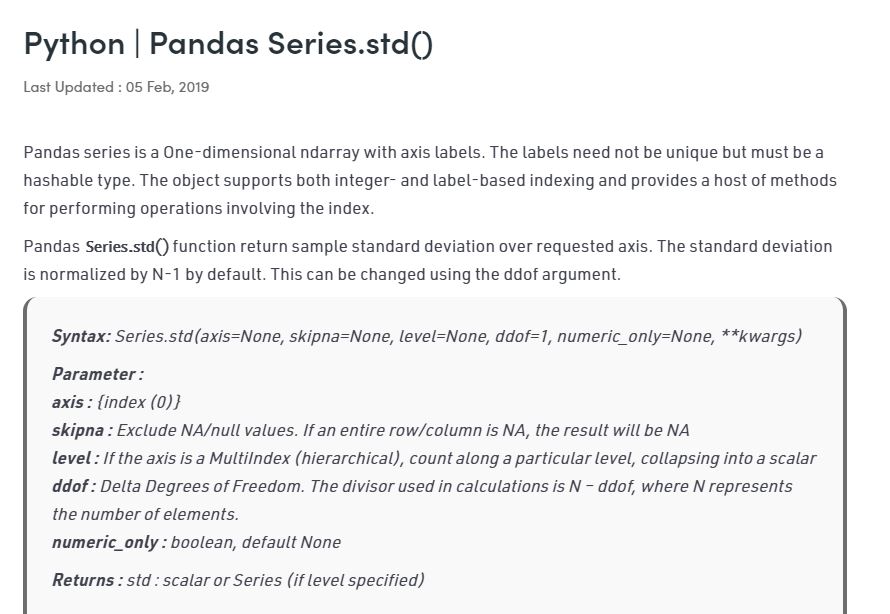 Python | Pandas Series.std()
Last Updated : 05 Feb, 2019
Pandas series is a One-dimensional ndarray with axis labels. The labels need not be unique but must be a
hashable type. The object supports both integer- and label-based indexing and provides a host of methods
for performing operations involving the index.
Pandas Series.std() function return sample standard deviation over requested axis. The standard deviation
is normalized by N-1 by default. This can be changed using the ddof argument.
Syntax: Series.std(axis=None, skipna=None, level=None, ddof=1, numeric_only=None, **kwargs)
Parameter :
axis : {index (0)}
skipna : Exclude NA/null values. If an entire row/column is NA, the result will be NA
level : If the axis is a MultiIndex (hierarchical), count along a particular level, collapsing into a scalar
ddof : Delta Degrees of Freedom. The divisor used in calculations is N – ddof, where N represents
the number of elements.
numeric_only : boolean, default None
Returns : std : scalar or Series (if level specified)